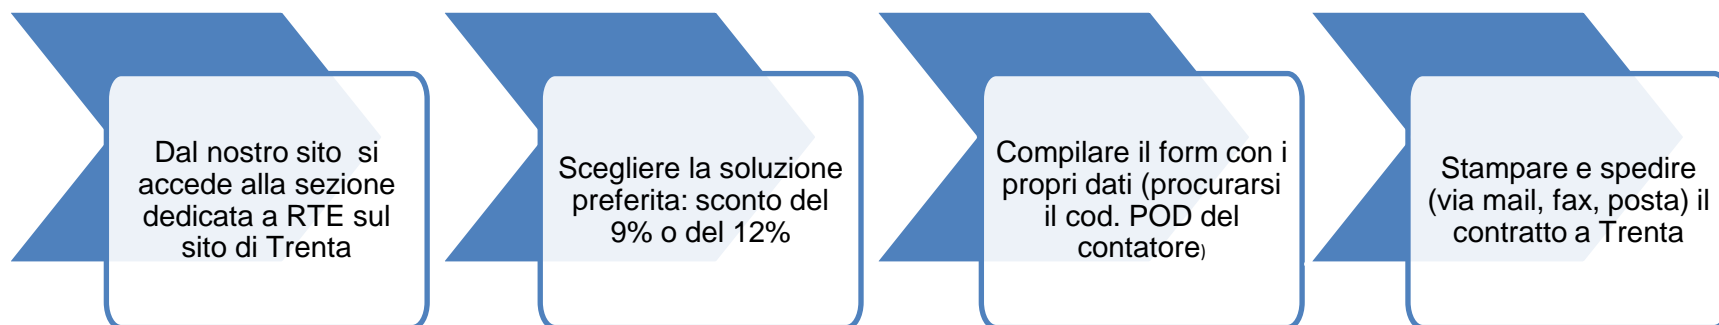 Dal nostro sito si
accede alla sezione
dedicata a RTE sul
sito di Trenta
Scegliere la soluzione
preferita: sconto del
9% o del 12%
Compilare il form con i
propri dati (procurarsi
il cod. POD del
contatore)
Stampare e spedire
(via mail, fax, posta) il
contratto a Trenta